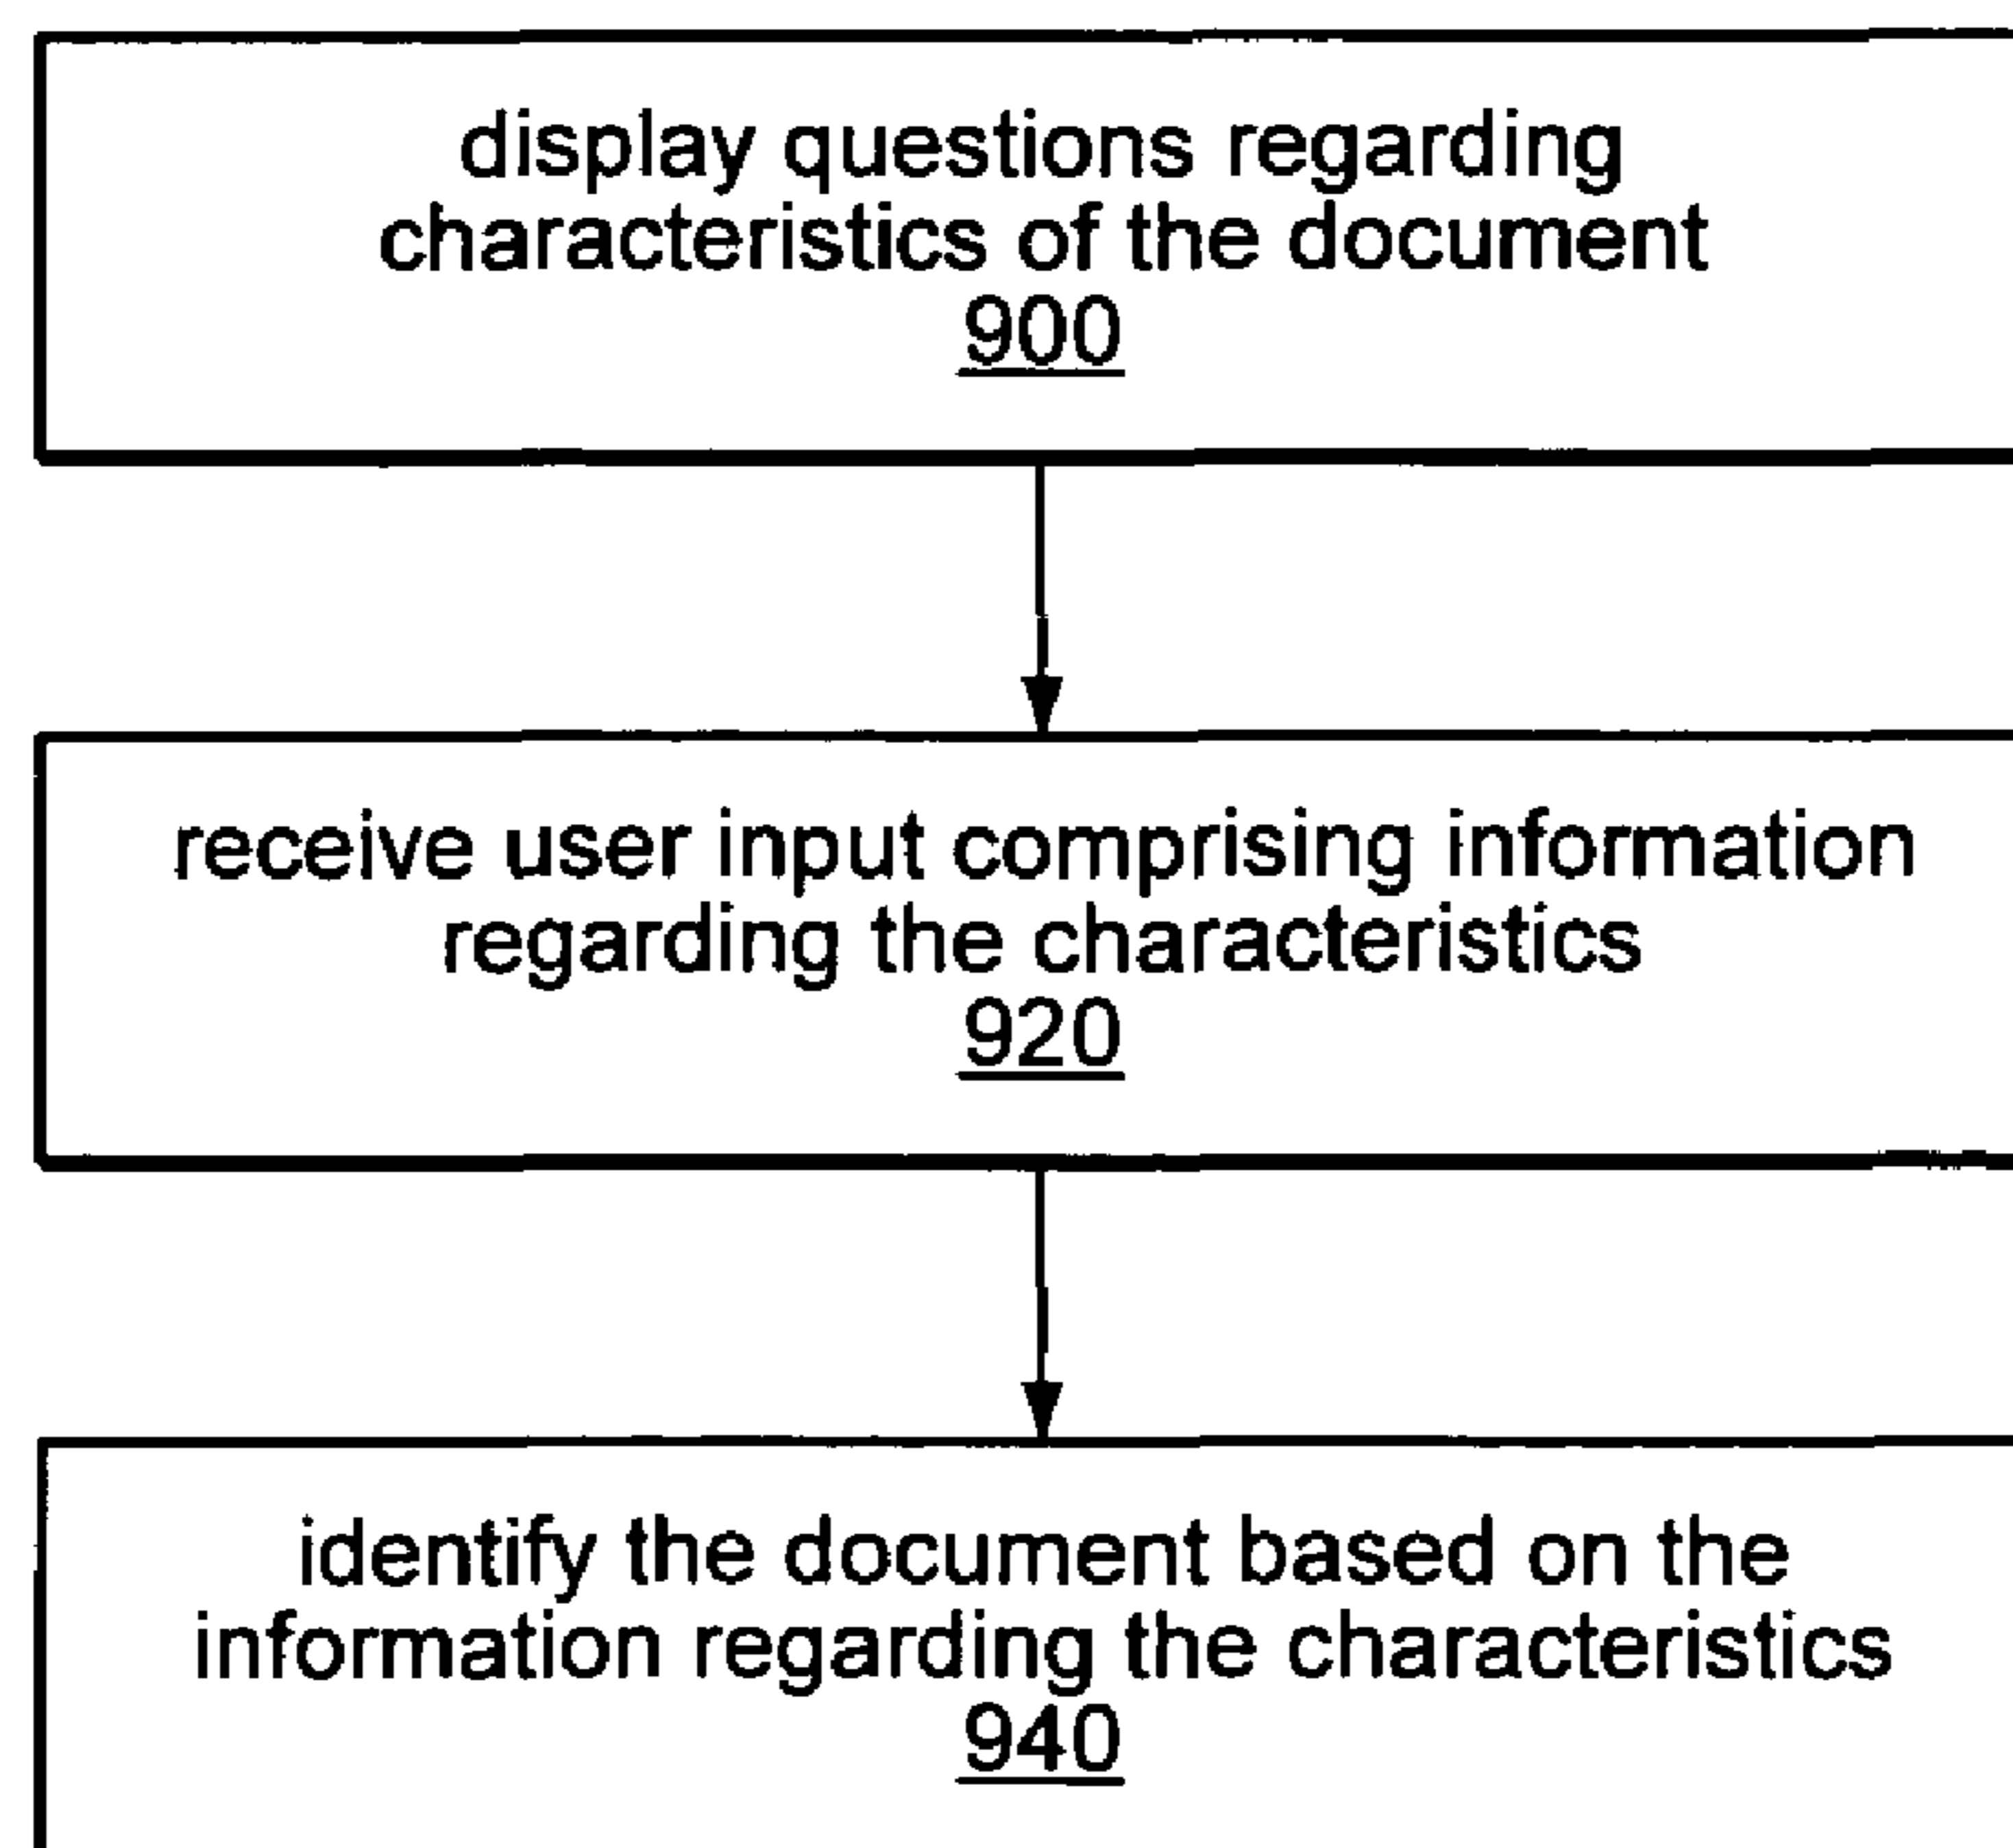 display questions regarding
characteristics of the document
900
receive user input comprising information
regarding the characteristics
920
identify the document based on the
information regarding the characteristics
940